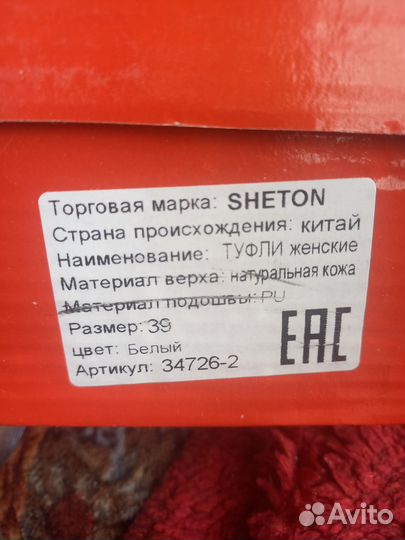 Торговая марка: SHETON
Страна происхождения: китай
Наименование: ТУФЛИ женские
Материал верха: натуральная кожа
Материал подошвы: PU
Размер: 39
цвет: Белый
Артикул: 34726-2
EAC
Avito